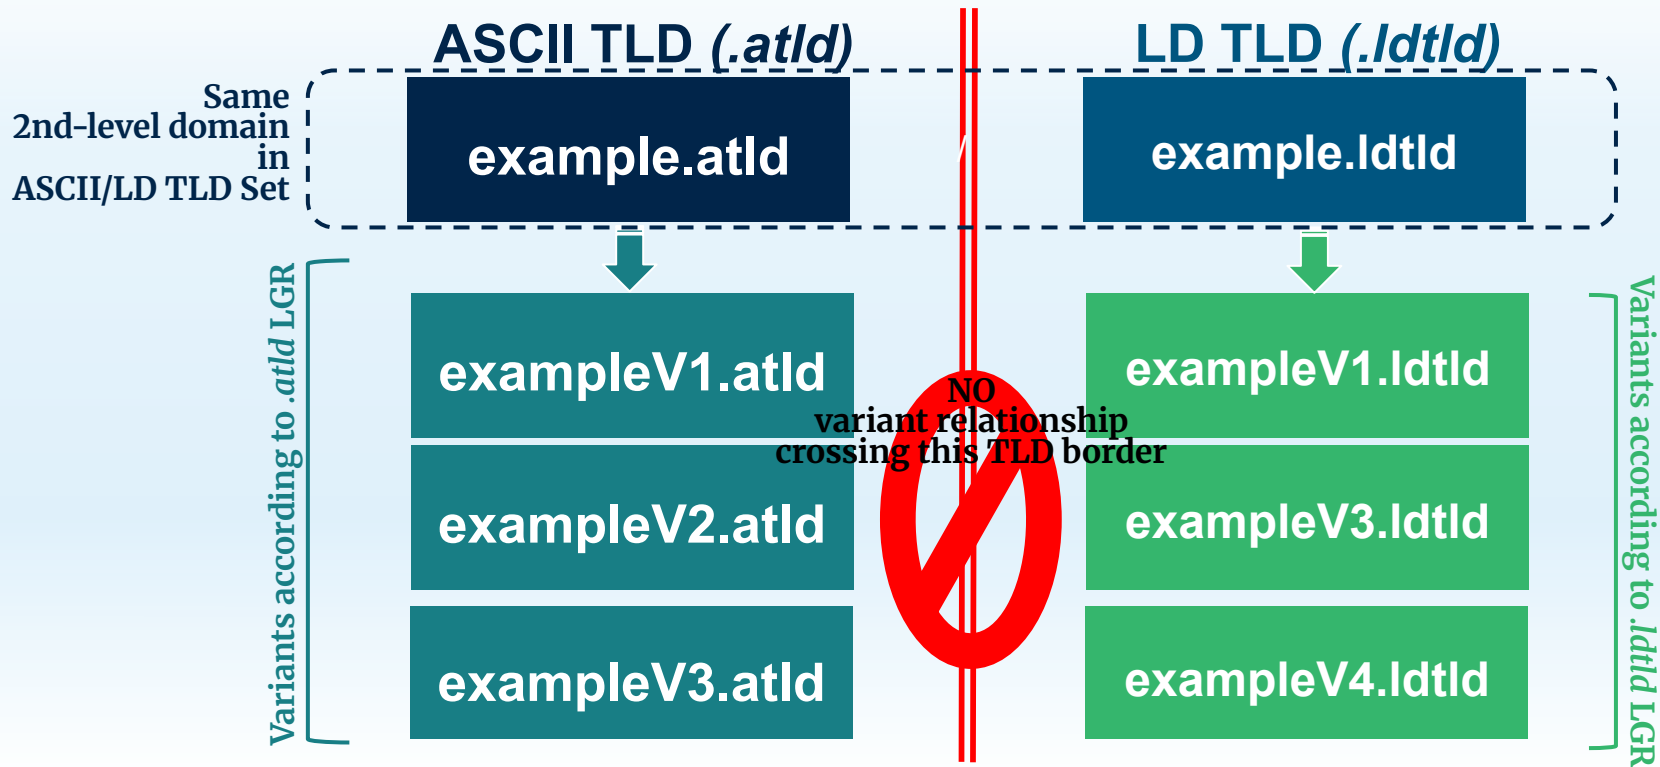 ASCII TLD (.atld)
LD TLD (.ldtld)
Same
2nd-level domain
in
ASCII/LD TLD Set
example.atld
example.ldtld
Variants according to .atld LGR
exampleV1.atld
exampleV2.atld
exampleV3.atld
NO
variant relationship
crossing this TLD border
exampleV1.ldtld
exampleV3.ldtld
exampleV4.ldtld
Variants according to .ldtld LGR